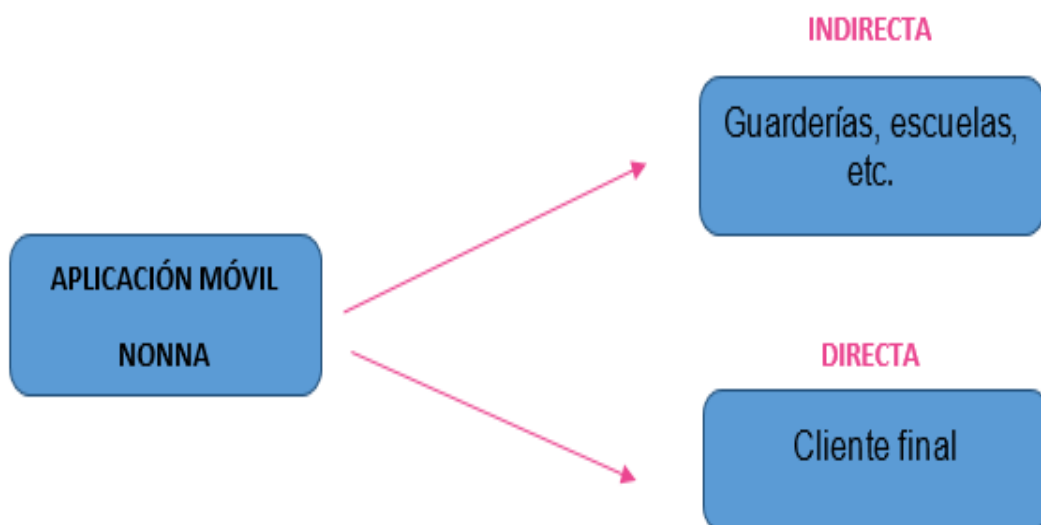 INDIRECTA
Guarderías, escuelas,
etc.
APLICACIÓN MÓVIL
NONNA
DIRECTA
Cliente final